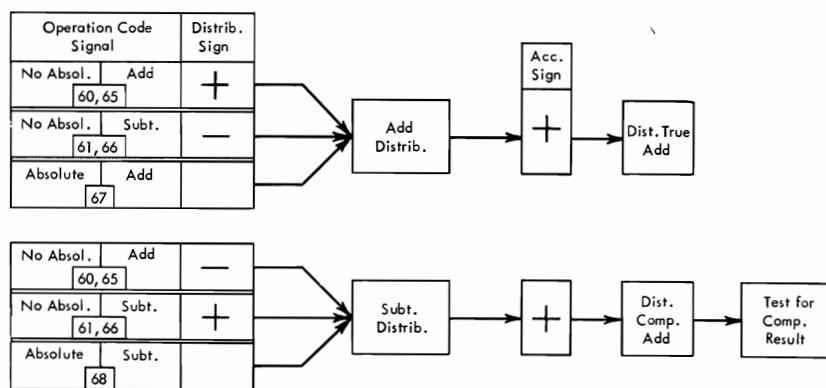 Operation Code
Signal
Distrib.
Sign
No Absol.
Add
60, 65
+
No Absol.
Subt.
61, 66
−
Absolute
Add
67
Add
Distrib.
Acc.
Sign
+
Dist. True
Add
No Absol.
Add
60, 65
−
No Absol.
Subt.
61, 66
+
Absolute
Subt.
68
Subt.
Distrib.
+
Dist.
Comp.
Add
Test for
Comp.
Result